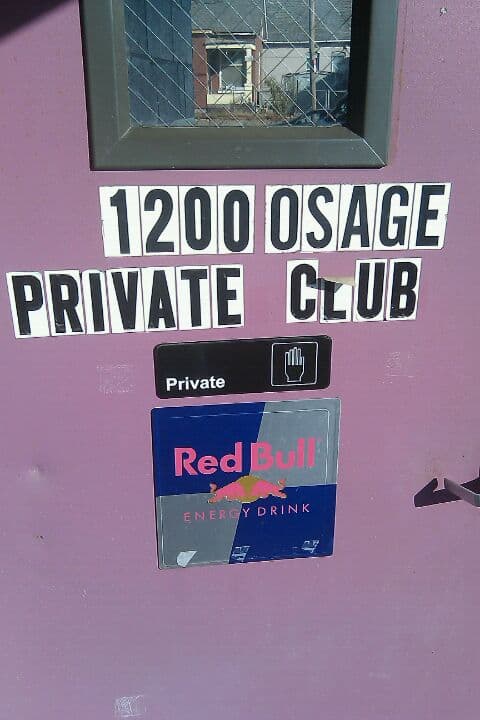 1200 OSAGE
PRIVATE CLUB
Private
Red Bull
ENERGY DRINK